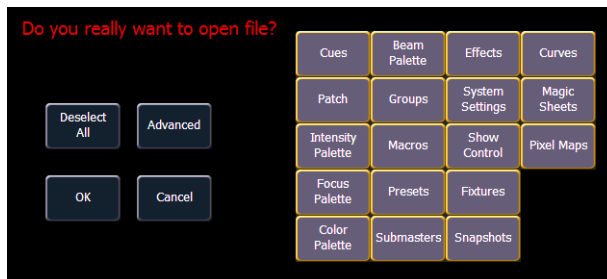 Do you really want to open file?
Deselect
All
Advanced
OK
Cancel
Cues
Beam
Palette
Effects
Curves
Patch
Groups
System
Settings
Magic
Sheets
Intensity
Palette
Macros
Show
Control
Pixel Maps
Focus
Palette
Presets
Fixtures
Color
Palette
Submasters
Snapshots